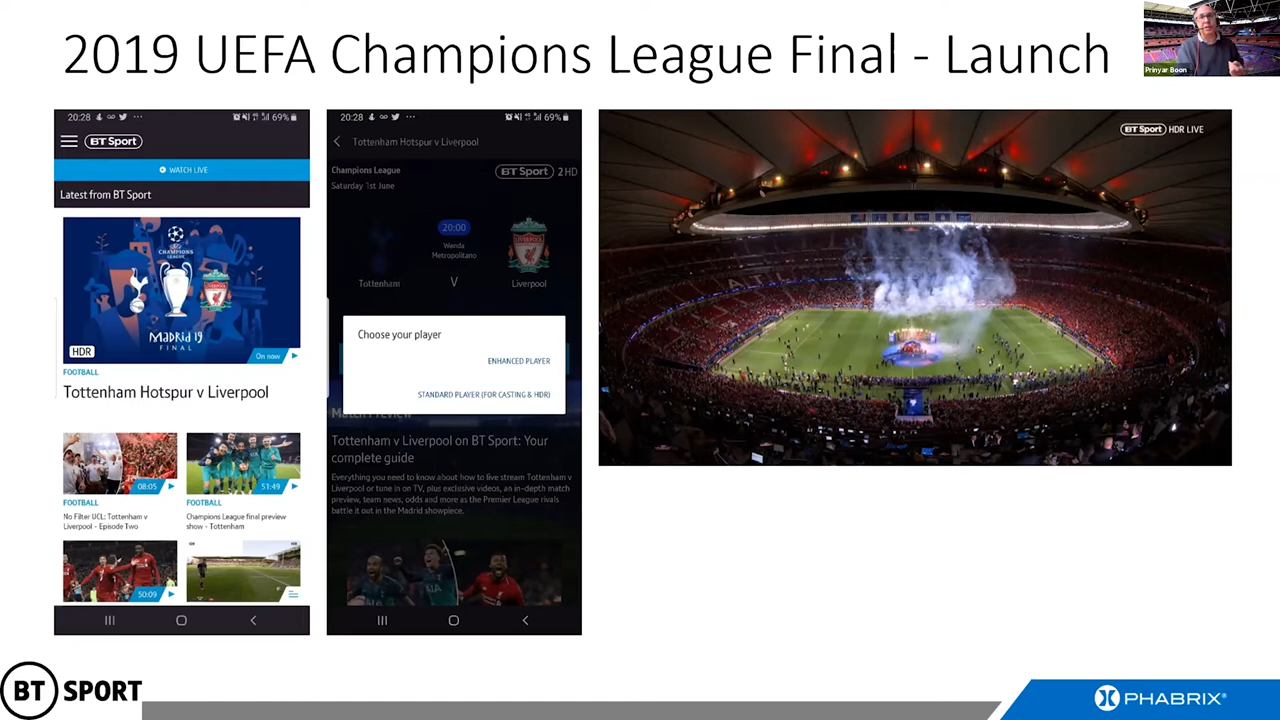 2019 UEFA Champions League Final - Launch
Prinyar Boon
20:28
69%
BT Sport
WATCH LIVE
Latest from BT Sport
CHAMPIONS
LEAGUE
MADRID 19
FINAL
HDR
On now
FOOTBALL
Tottenham Hotspur v Liverpool
08:05
51:49
FOOTBALL
FOOTBALL
No Filter UCL: Tottenham v
Liverpool - Episode Two
Champions League final preview
show - Tottenham
50:09
20:28
69%
Tottenham Hotspur v Liverpool
Champions League
BT Sport 2 HD
Saturday 1st June
20:00
Wanda
Metropolitano
Tottenham
V
Liverpool
Choose your player
ENHANCED PLAYER
STANDARD PLAYER (FOR CASTING & HDR)
Match Preview
Tottenham v Liverpool on BT Sport: Your
complete guide
Everything you need to know about how to live stream Tottenham v
Liverpool or tune in on TV, plus exclusive videos, an in-depth match
preview, team news, odds and more as the Premier League rivals
battle it out in the Madrid showpiece.
BT Sport HDR LIVE
BT SPORT
PHABRIX®